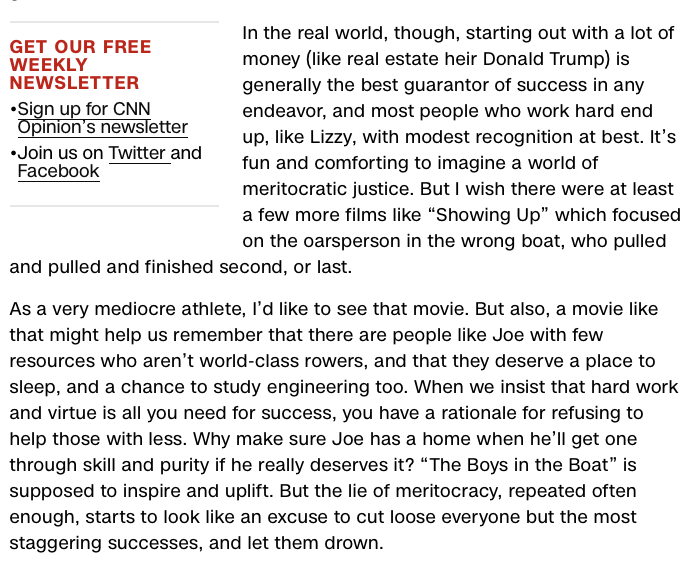 GET OUR FREE
WEEKLY
NEWSLETTER
•Sign up for CNN
Opinion’s newsletter
•Join us on Twitter and
Facebook
In the real world, though, starting out with a lot of
money (like real estate heir Donald Trump) is
generally the best guarantor of success in any
endeavor, and most people who work hard end
up, like Lizzy, with modest recognition at best. It’s
fun and comforting to imagine a world of
meritocratic justice. But I wish there were at least
a few more films like “Showing Up” which focused
on the oarsperson in the wrong boat, who pulled
and pulled and finished second, or last.
As a very mediocre athlete, I’d like to see that movie. But also, a movie like
that might help us remember that there are people like Joe with few
resources who aren’t world-class rowers, and that they deserve a place to
sleep, and a chance to study engineering too. When we insist that hard work
and virtue is all you need for success, you have a rationale for refusing to
help those with less. Why make sure Joe has a home when he’ll get one
through skill and purity if he really deserves it? “The Boys in the Boat” is
supposed to inspire and uplift. But the lie of meritocracy, repeated often
enough, starts to look like an excuse to cut loose everyone but the most
staggering successes, and let them drown.